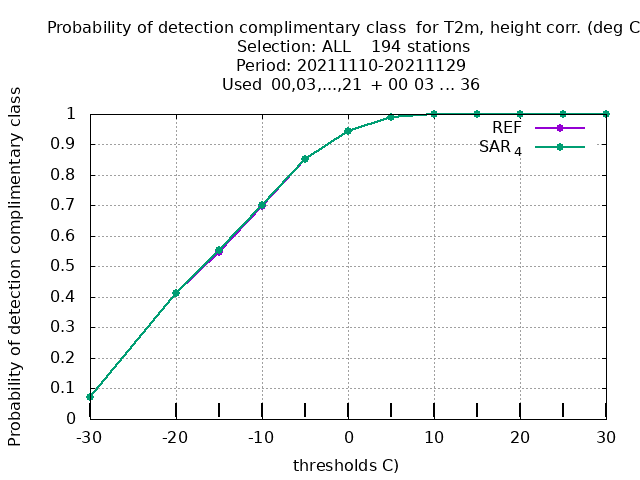 Probability of detection complimentary class  for T2m, height corr. (deg C
Selection: ALL    194 stations
Period: 20211110-20211129
Used  00,03,...,21  + 00 03 ... 36
Probability of detection complimentary class
1
0.9
0.8
0.7
0.6
0.5
0.4
0.3
0.2
0.1
0
REF
SAR 4
-30 -20 -10 0 10 20 30
thresholds C)